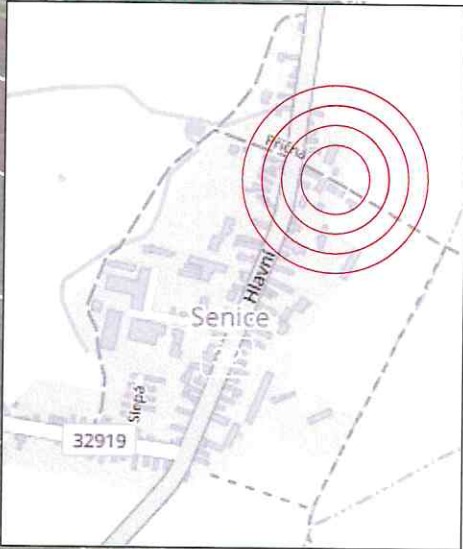 Příčná
Hlavní
Senice
Slepá
32919